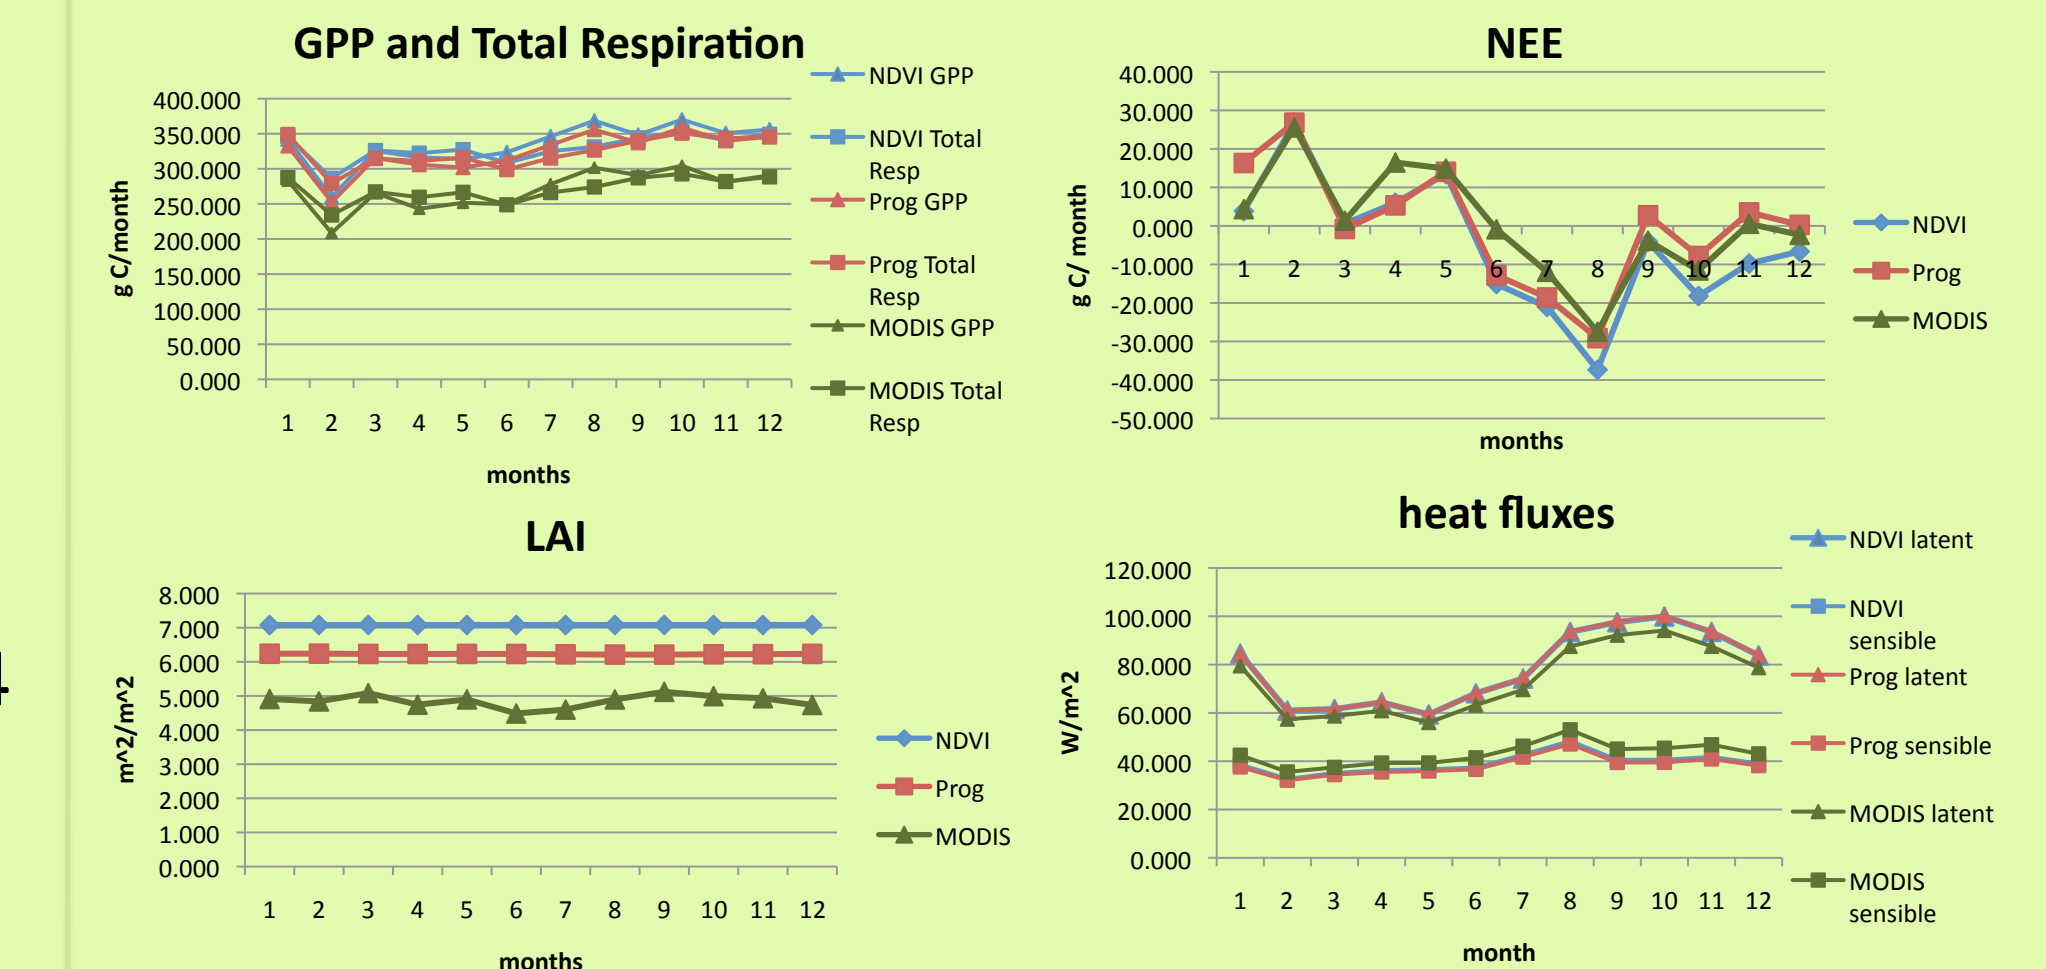 GPP and Total Respiration
400.000
350.000
300.000
250.000
200.000
150.000
100.000
50.000
0.000
g C/month
1 2 3 4 5 6 7 8 9 10 11 12
months
NDVI GPP
NDVI Total
Resp
Prog GPP
Prog Total
Resp
MODIS GPP
MODIS Total
Resp
NEE
40.000
30.000
20.000
10.000
0.000
-10.000
-20.000
-30.000
-40.000
-50.000
g C/ month
1 2 3 4 5 6 7 8 9 10 11 12
months
NDVI
Prog
MODIS
LAI
8.000
7.000
6.000
5.000
4.000
3.000
2.000
1.000
0.000
m^2/m^2
1 2 3 4 5 6 7 8 9 10 11 12
months
NDVI
Prog
MODIS
heat fluxes
120.000
100.000
80.000
60.000
40.000
20.000
0.000
W/m^2
1 2 3 4 5 6 7 8 9 10 11 12
month
NDVI latent
NDVI
sensible
Prog latent
Prog sensible
MODIS latent
MODIS
sensible